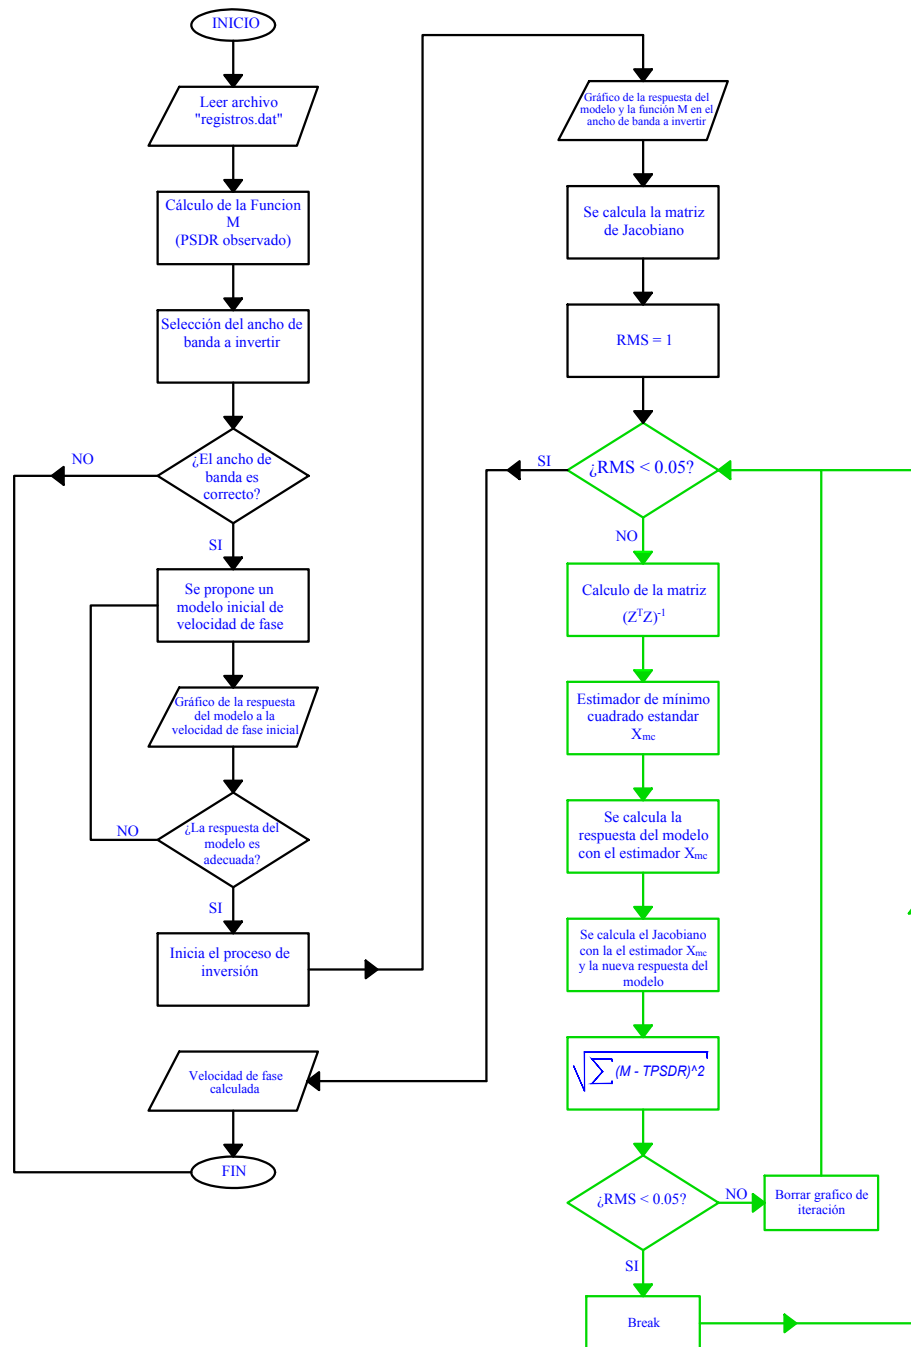 INICIO
Leer archivo
"registros.dat"
Cálculo de la Funcion
M
(PSDR observado)
Selección del ancho de
banda a invertir
¿El ancho de
banda es
correcto?
NO
SI
Se propone un
modelo inicial de
velocidad de fase
Gráfico de la respuesta
del modelo a la
velocidad de fase inicial
¿La respuesta del
modelo es
adecuada?
NO
SI
Inicia el proceso de
inversión
Velocidad de fase
calculada
FIN
Gráfico de la respuesta del
modelo y la función M en el
ancho de banda a invertir
Se calcula la matriz
de Jacobiano
RMS = 1
¿RMS < 0.05?
SI
NO
Calculo de la matriz
(ZᵀZ)⁻¹
Estimador de mínimo
cuadrado estandar
Xmc
Se calcula la
respuesta del modelo
con el estimador Xmc
Se calcula el Jacobiano
con la el estimador Xmc
y la nueva respuesta del
modelo
√∑(M - TPSDR)^2
¿RMS < 0.05?
NO
Borrar grafico de
iteración
SI
Break